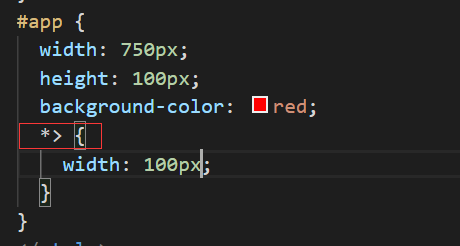 #app {
width: 750px;
height: 100px;
background-color: red;
*> {
width: 100px;
}
}